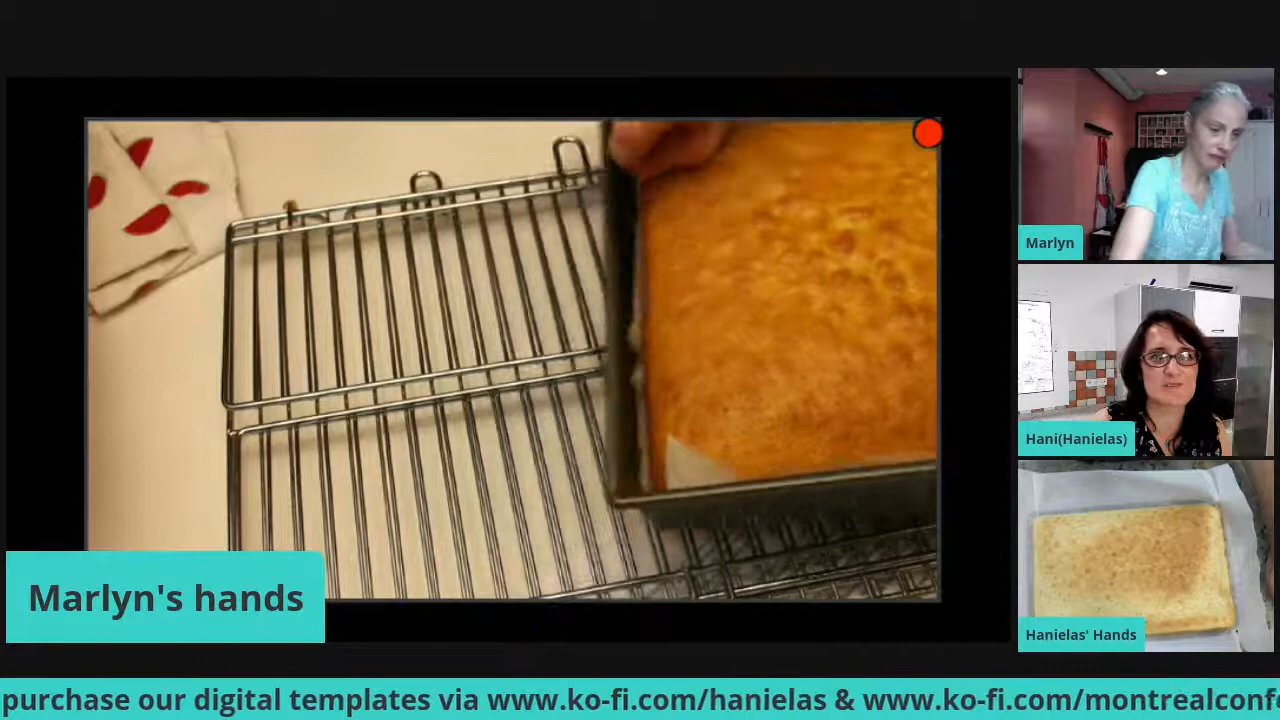 Marlyn
Hani(Hanielas)
Hanielas' Hands
Marlyn's hands
purchase our digital templates via www.ko-fi.com/hanielas & www.ko-fi.com/montrealconf